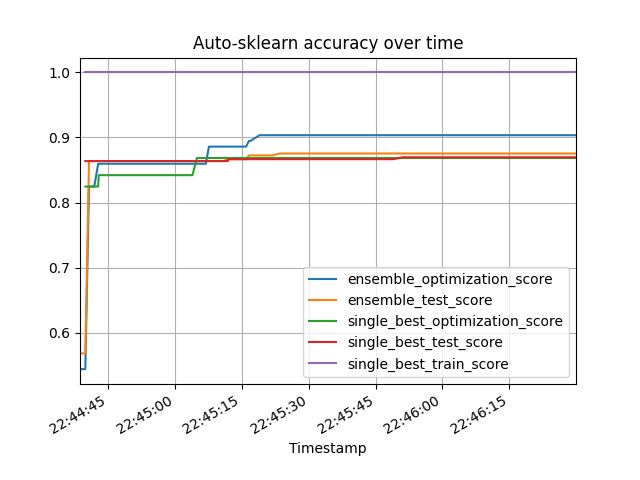 Auto-sklearn accuracy over time
1.0
0.9
0.8
0.7
0.6
ensemble_optimization_score
ensemble_test_score
single_best_optimization_score
single_best_test_score
single_best_train_score
22:44:45
22:45:00
22:45:15
22:45:30
22:45:45
22:46:00
22:46:15
Timestamp